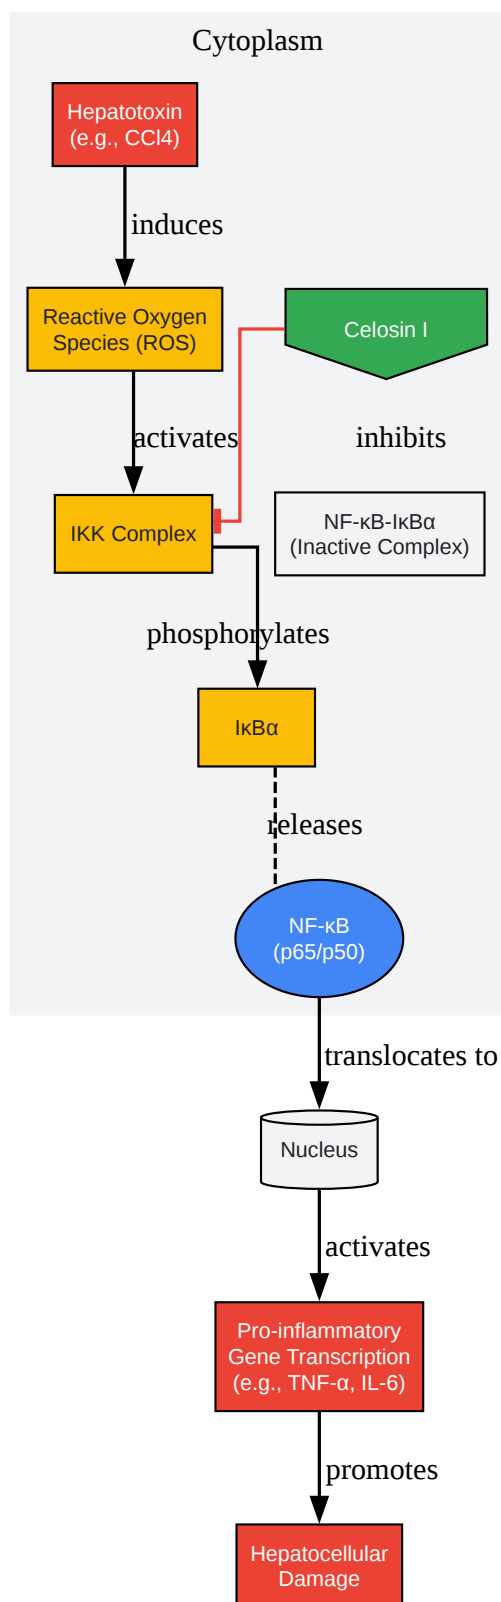 Cytoplasm
Hepatotoxin
(e.g., CCl4)
induces
Reactive Oxygen
Species (ROS)
Celosin I
activates
inhibits
IKK Complex
NF-κB-IκBα
(Inactive Complex)
phosphorylates
IκBα
releases
NF-κB
(p65/p50)
translocates to
Nucleus
activates
Pro-inflammatory
Gene Transcription
(e.g., TNF-α, IL-6)
promotes
Hepatocellular
Damage